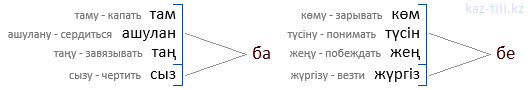 kaz-tili.kz
таму - капать там
ашулану - сердиться ашулан
таңу - завязывать таң
сызу - чертить сыз
ба
көму - зарывать көм
түсіну - понимать түсін
жеңу - побеждать жең
жүргізу - везти жүргіз
бе